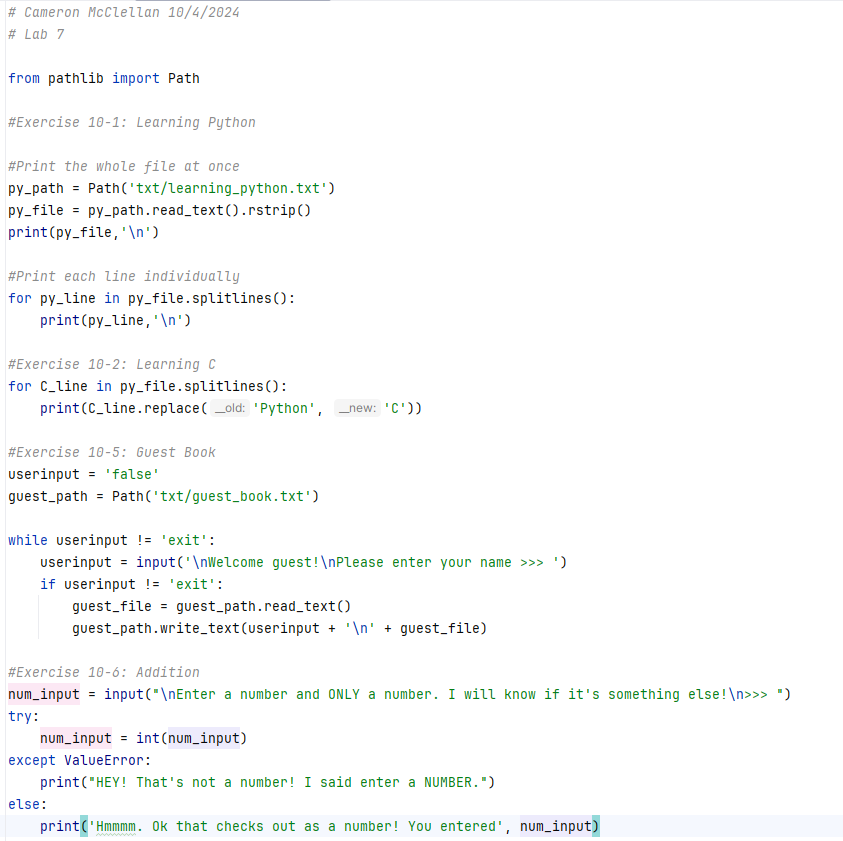 # Cameron McClellan 10/4/2024
# Lab 7
from pathlib import Path
#Exercise 10-1: Learning Python
#Print the whole file at once
py_path = Path('txt/learning_python.txt')
py_file = py_path.read_text().rstrip()
print(py_file,'\n')
#Print each line individually
for py_line in py_file.splitlines():
    print(py_line,'\n')
#Exercise 10-2: Learning C
for C_line in py_file.splitlines():
    print(C_line.replace( __old: 'Python', __new: 'C'))
#Exercise 10-5: Guest Book
userinput = 'false'
guest_path = Path('txt/guest_book.txt')
while userinput != 'exit':
    userinput = input('\nWelcome guest!\nPlease enter your name >>> ')
    if userinput != 'exit':
        guest_file = guest_path.read_text()
        guest_path.write_text(userinput + '\n' + guest_file)
#Exercise 10-6: Addition
num_input = input("\nEnter a number and ONLY a number. I will know if it's something else!\n>>> ")
try:
    num_input = int(num_input)
except ValueError:
    print("HEY! That's not a number! I said enter a NUMBER.")
else:
    print('Hmmmm. Ok that checks out as a number! You entered', num_input)